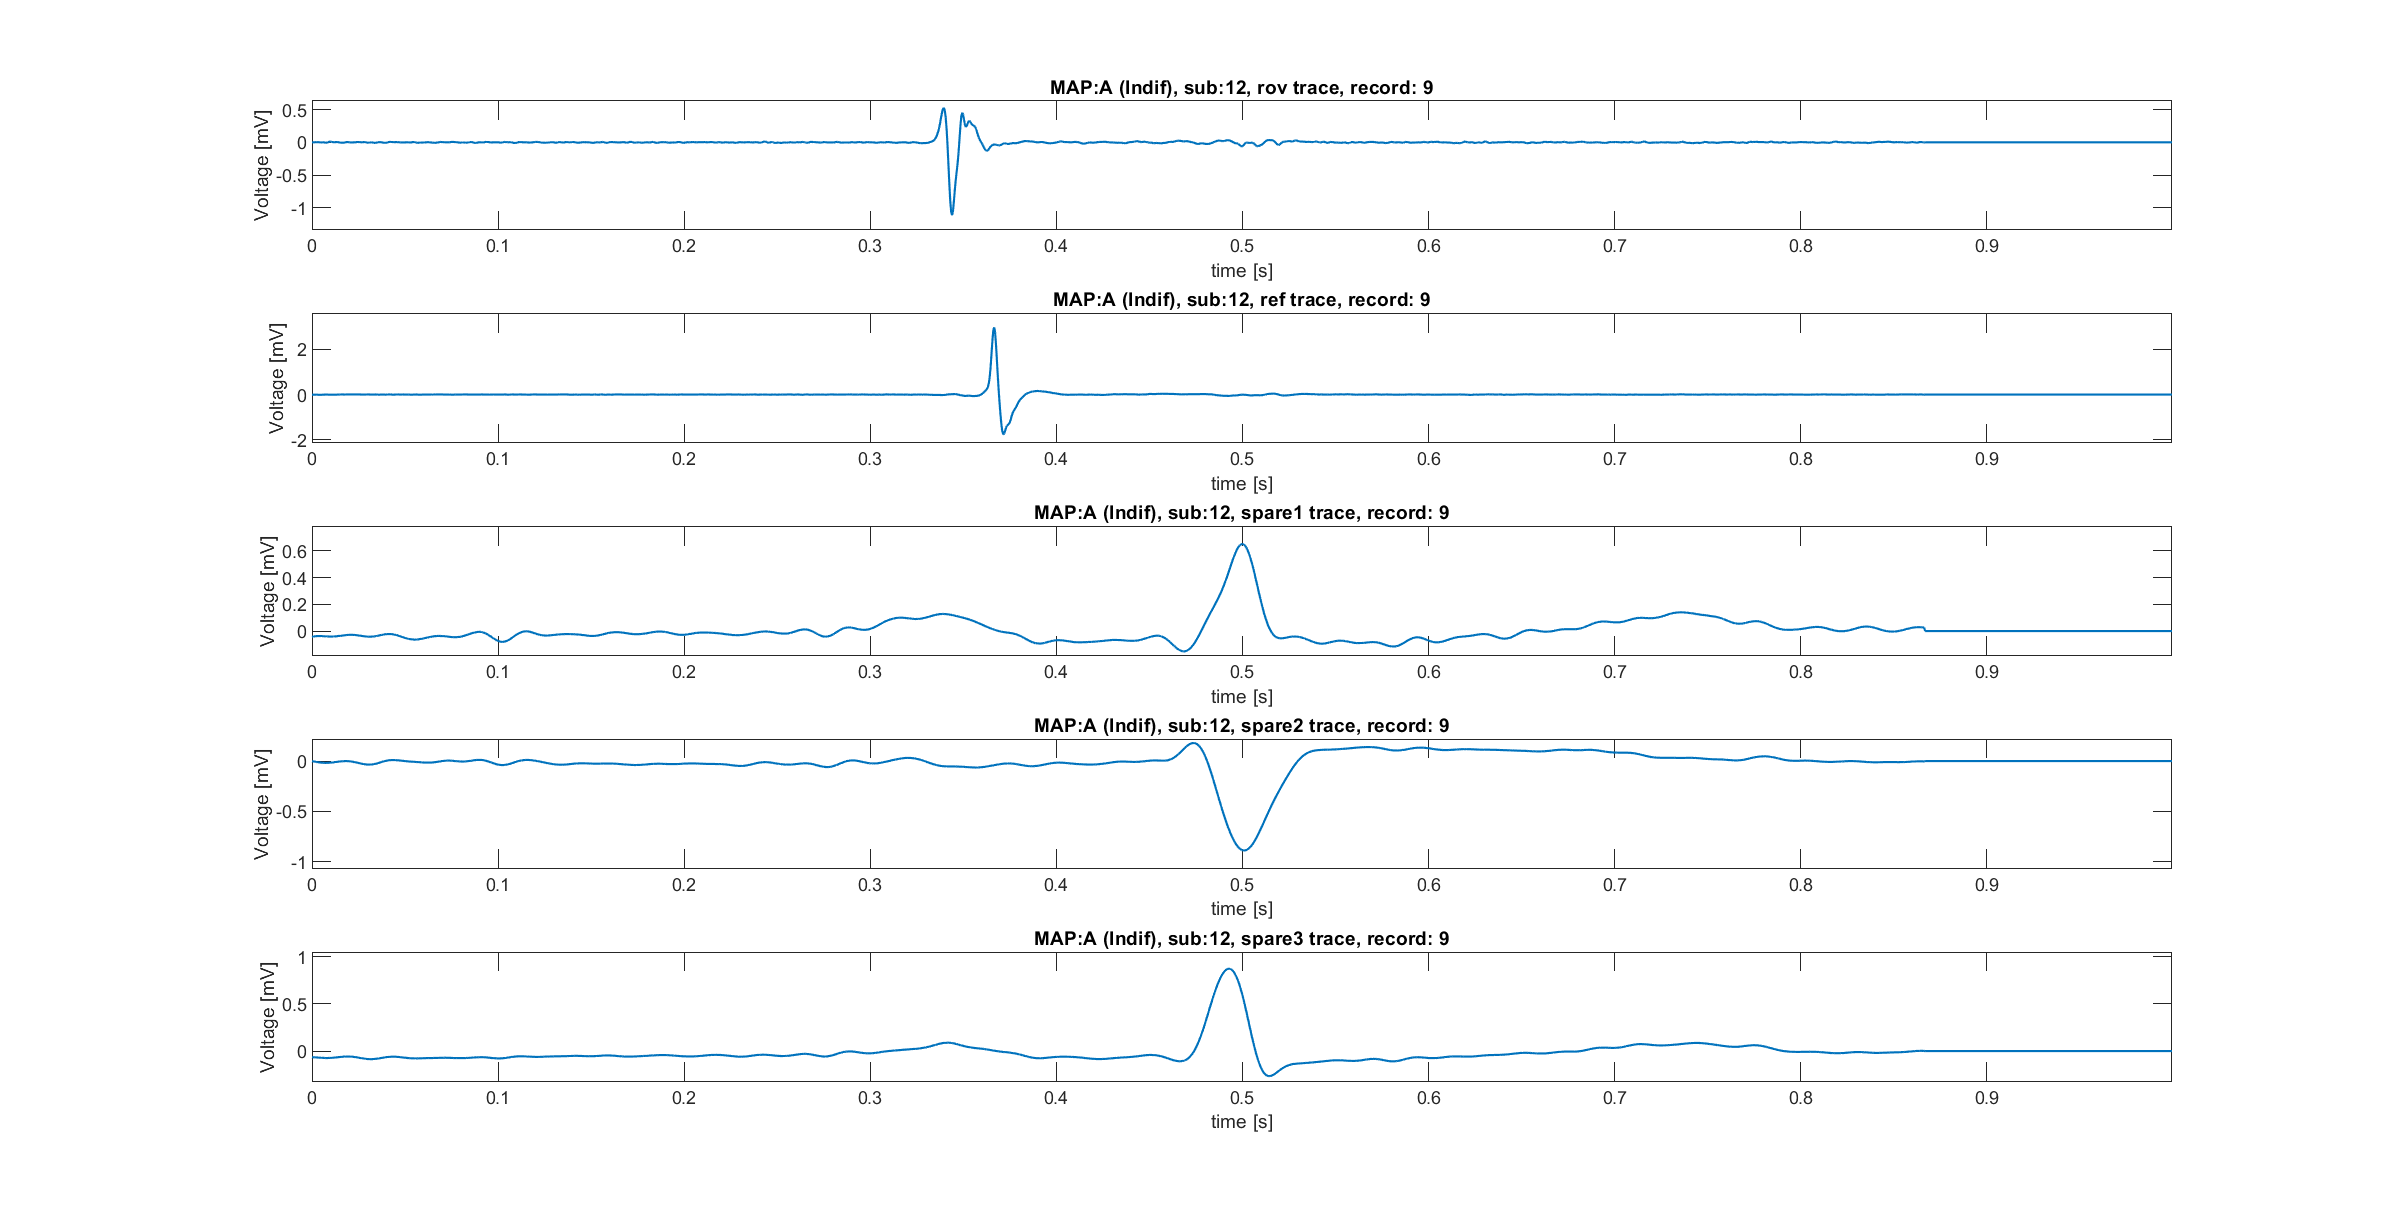 MAP:A (Indif), sub:12, rov trace, record: 9
Voltage [mV]
0.5
0
-0.5
-1
0 0.1 0.2 0.3 0.4 0.5 0.6 0.7 0.8 0.9
time [s]
MAP:A (Indif), sub:12, ref trace, record: 9
Voltage [mV]
2
0
-2
0 0.1 0.2 0.3 0.4 0.5 0.6 0.7 0.8 0.9
time [s]
MAP:A (Indif), sub:12, spare1 trace, record: 9
Voltage [mV]
0.6
0.4
0.2
0
0 0.1 0.2 0.3 0.4 0.5 0.6 0.7 0.8 0.9
time [s]
MAP:A (Indif), sub:12, spare2 trace, record: 9
Voltage [mV]
0
-0.5
-1
0 0.1 0.2 0.3 0.4 0.5 0.6 0.7 0.8 0.9
time [s]
MAP:A (Indif), sub:12, spare3 trace, record: 9
Voltage [mV]
1
0.5
0
0 0.1 0.2 0.3 0.4 0.5 0.6 0.7 0.8 0.9
time [s]